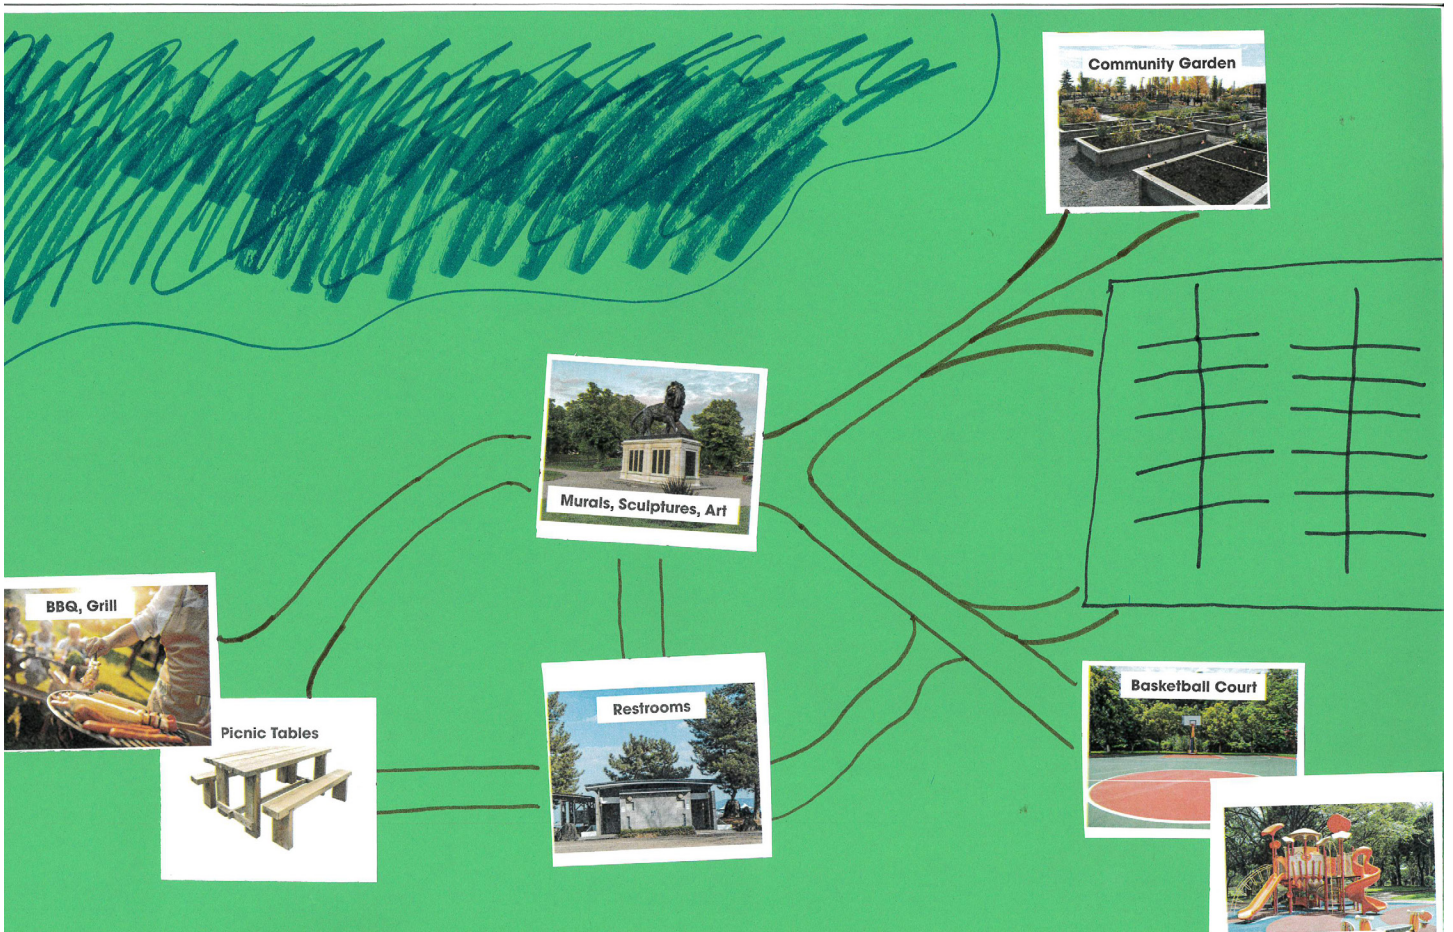 Community Garden
Murals, Sculptures, Art
BBQ, Grill
Picnic Tables
Restrooms
Basketball Court